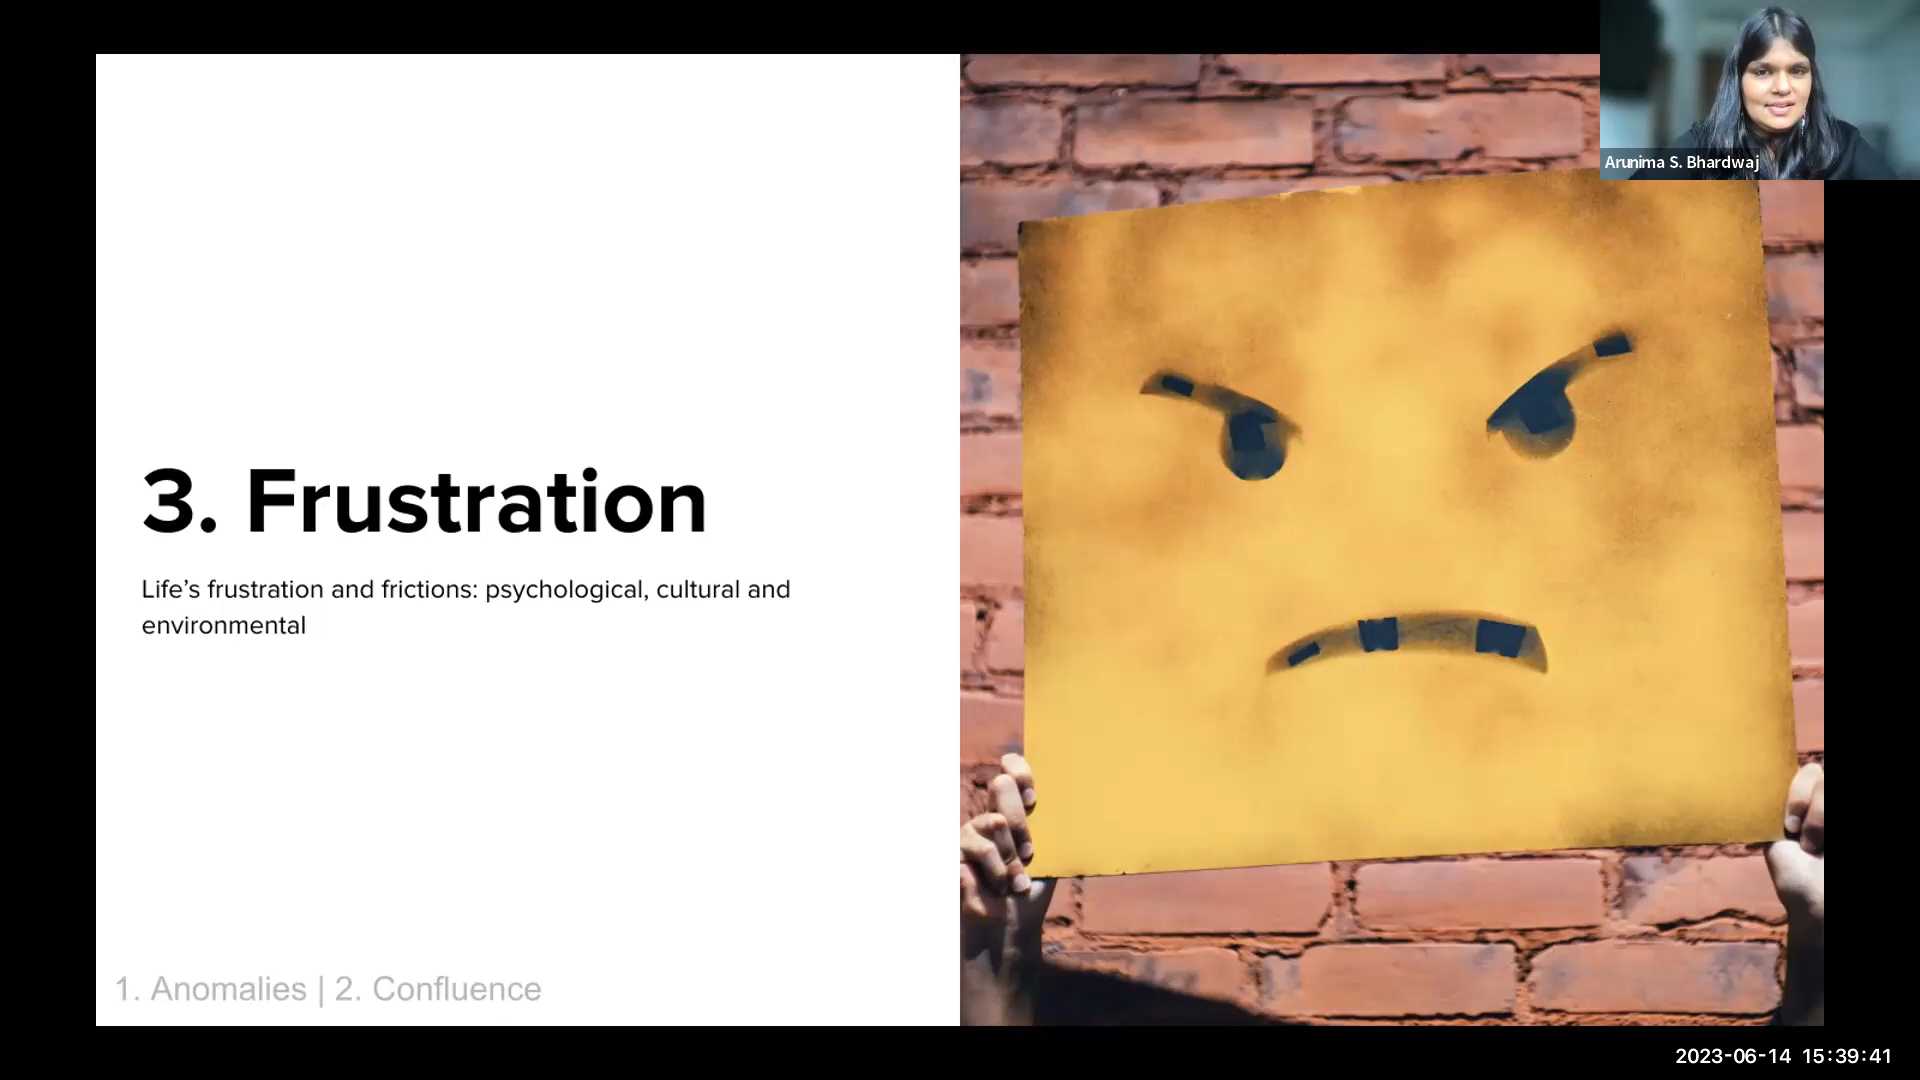 Arunima S. Bhardwaj
3. Frustration
Life’s frustration and frictions: psychological, cultural and
environmental
1. Anomalies | 2. Confluence
2023-06-14 15:39:41